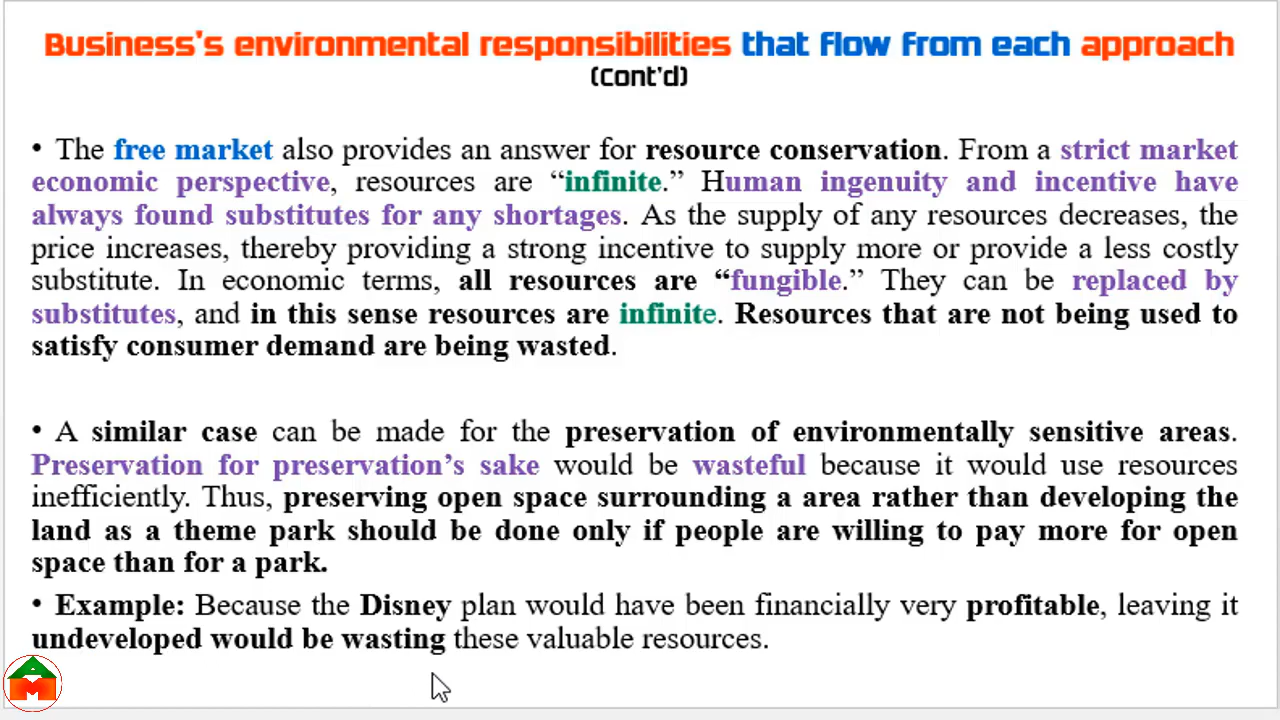 Business's environmental responsibilities that flow from each approach
(Cont'd)
• The free market also provides an answer for resource conservation. From a strict market
economic perspective, resources are “infinite.” Human ingenuity and incentive have
always found substitutes for any shortages. As the supply of any resources decreases, the
price increases, thereby providing a strong incentive to supply more or provide a less costly
substitute. In economic terms, all resources are “fungible.” They can be replaced by
substitutes, and in this sense resources are infinite. Resources that are not being used to
satisfy consumer demand are being wasted.
• A similar case can be made for the preservation of environmentally sensitive areas.
Preservation for preservation’s sake would be wasteful because it would use resources
inefficiently. Thus, preserving open space surrounding a area rather than developing the
land as a theme park should be done only if people are willing to pay more for open
space than for a park.
• Example: Because the Disney plan would have been financially very profitable, leaving it
undeveloped would be wasting these valuable resources.
A
M